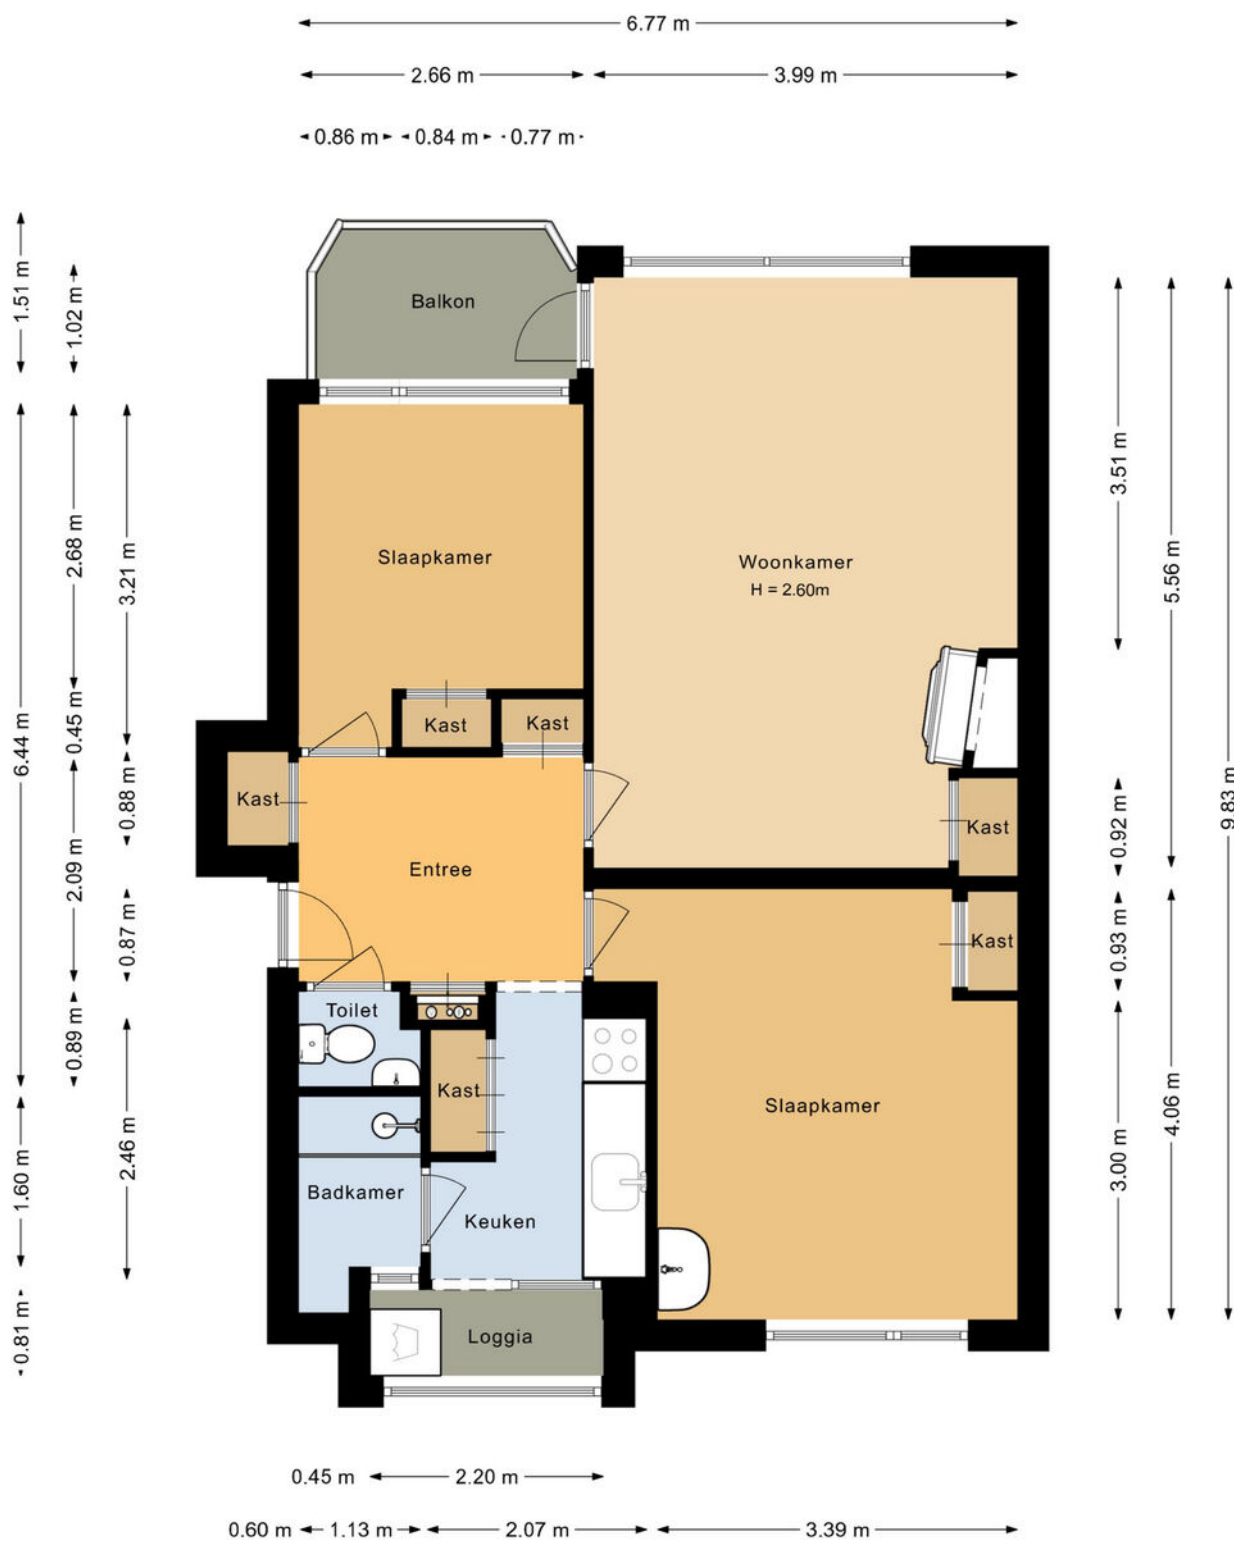 6.77 m
2.66 m
3.99 m
0.86 m
0.84 m
0.77 m
1.51 m
1.02 m
Balkon
3.51 m
2.68 m
3.21 m
Slaapkamer
Woonkamer
H = 2.60m
5.56 m
9.83 m
6.44 m
0.45 m
Kast
Kast
0.88 m
Kast
0.92 m
Kast
2.09 m
Entree
0.87 m
0.93 m
Kast
0.89 m
Toilet
Kast
Slaapkamer
4.06 m
2.46 m
3.00 m
1.60 m
Badkamer
Keuken
0.81 m
Loggia
0.45 m
2.20 m
0.60 m
1.13 m
2.07 m
3.39 m